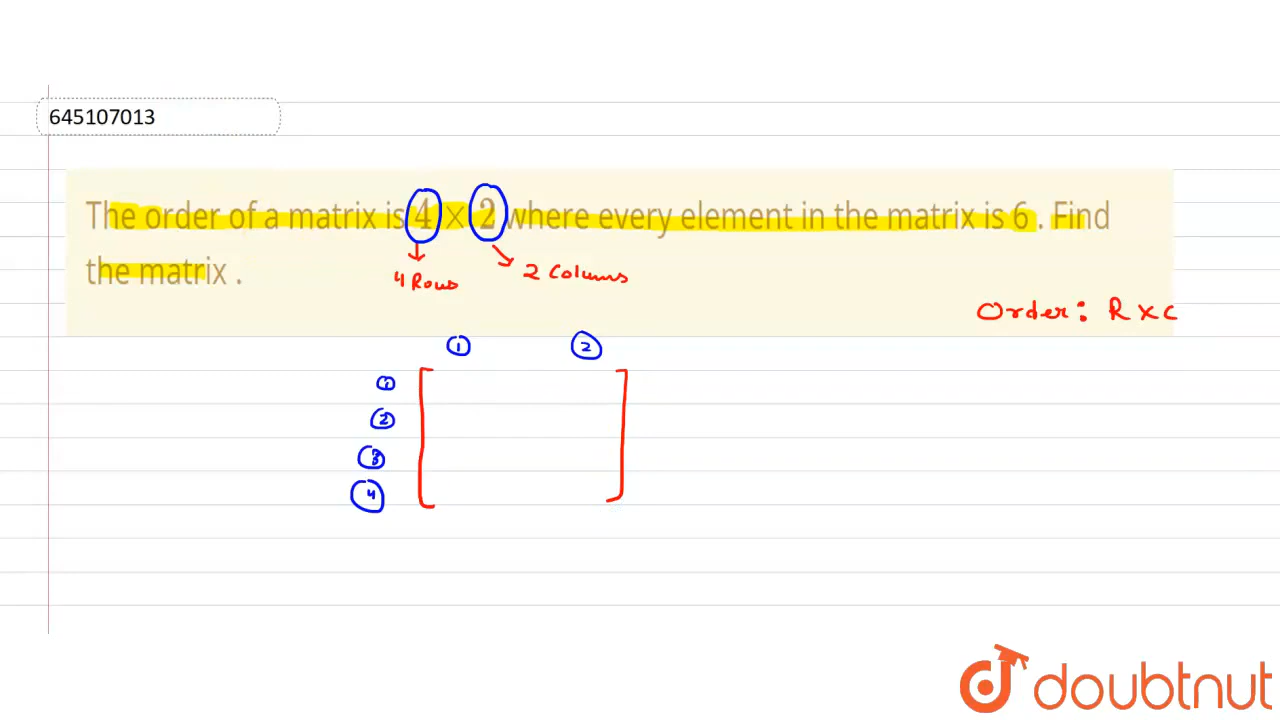 645107013
The order of a matrix is 4 × 2 where every element in the matrix is 6 . Find
the matrix .
4 Rows
2 Columns
Order: R x C
1 2
1
2
3
4
doubtnut